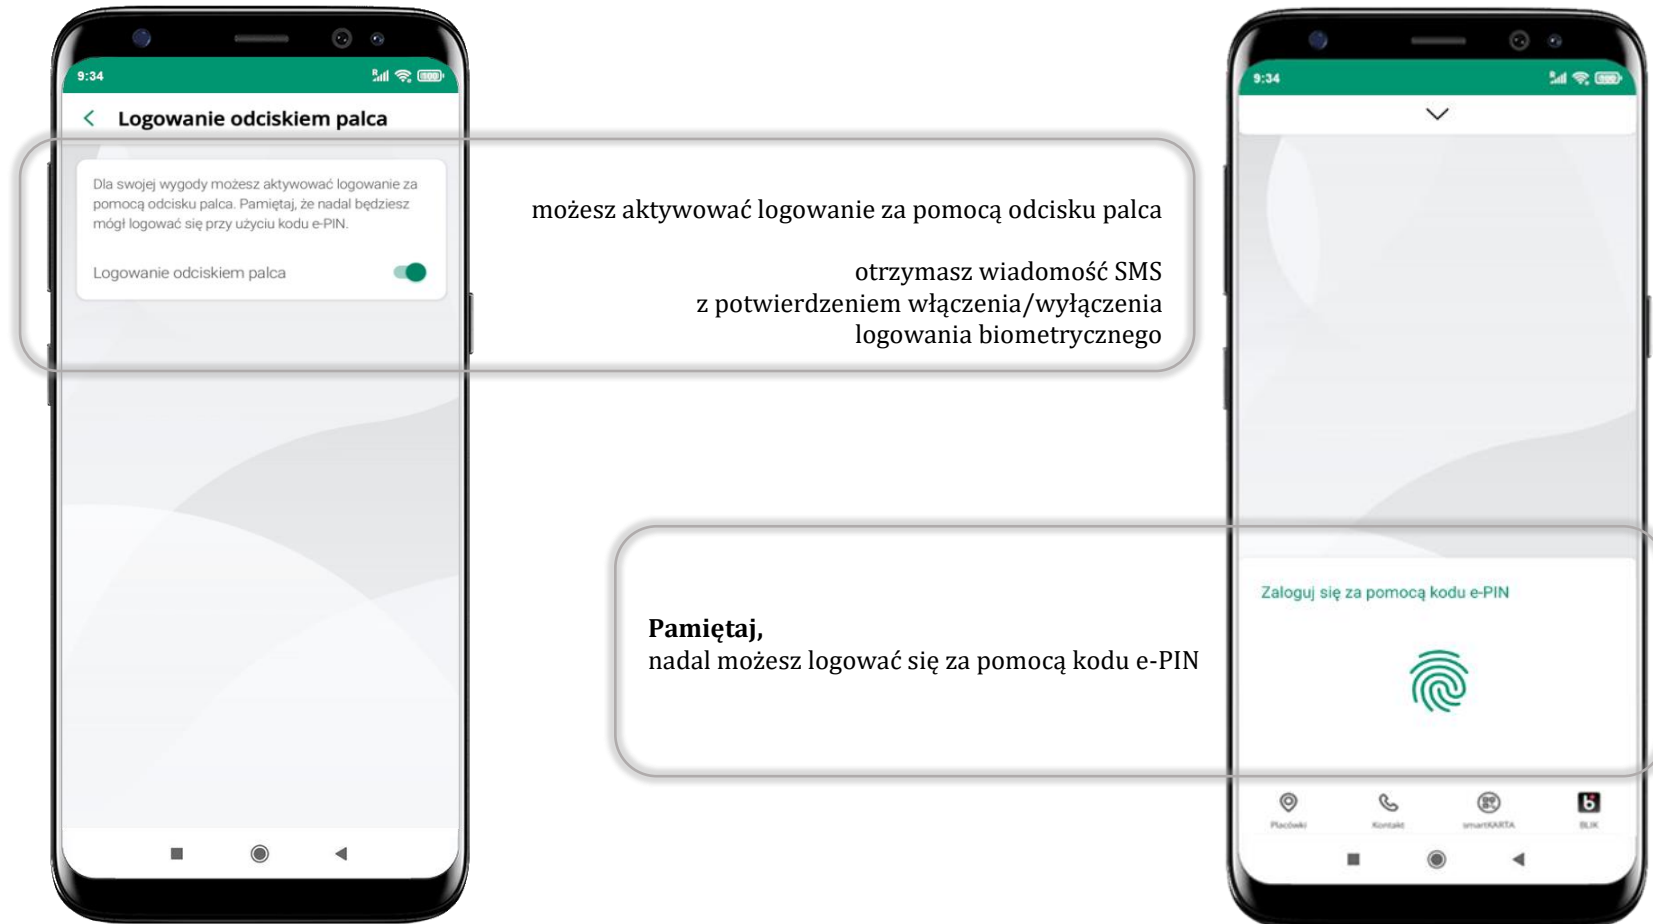 9:34
Logowanie odciskiem palca
Dla swojej wygody możesz aktywować logowanie za
pomocą odcisku palca. Pamiętaj, że nadal będziesz
mógł logować się przy użyciu kodu e-PIN.
Logowanie odciskiem palca
możesz aktywować logowanie za pomocą odcisku palca
otrzymasz wiadomość SMS
z potwierdzeniem włączenia/wyłączenia
logowania biometrycznego
Pamiętaj,
nadal możesz logować się za pomocą kodu e-PIN
9:34
Zaloguj się za pomocą kodu e-PIN
Placówki
Kontakt
smartKARTA
BLIK